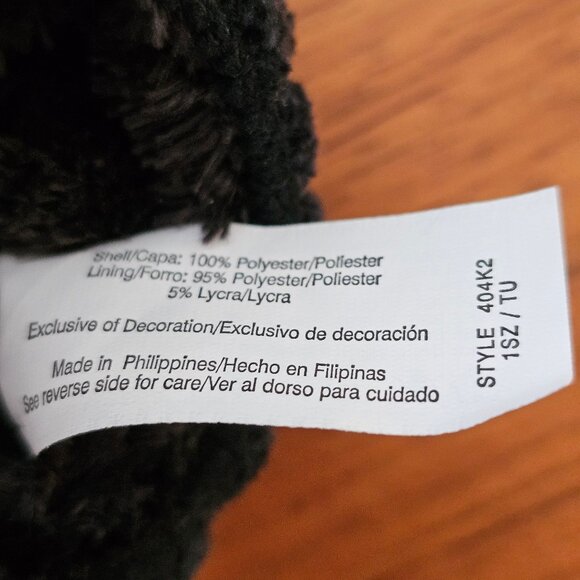 Shell/Capa: 100% Polyester/Poliester
Lining/Forro: 95% Polyester/Poliester
5% Lycra/Lycra
Exclusive of Decoration/Exclusivo de decoración
Made in Philippines/Hecho en Filipinas
See reverse side for care/Ver al dorso para cuidado
STYLE 404K2
1SZ / TU